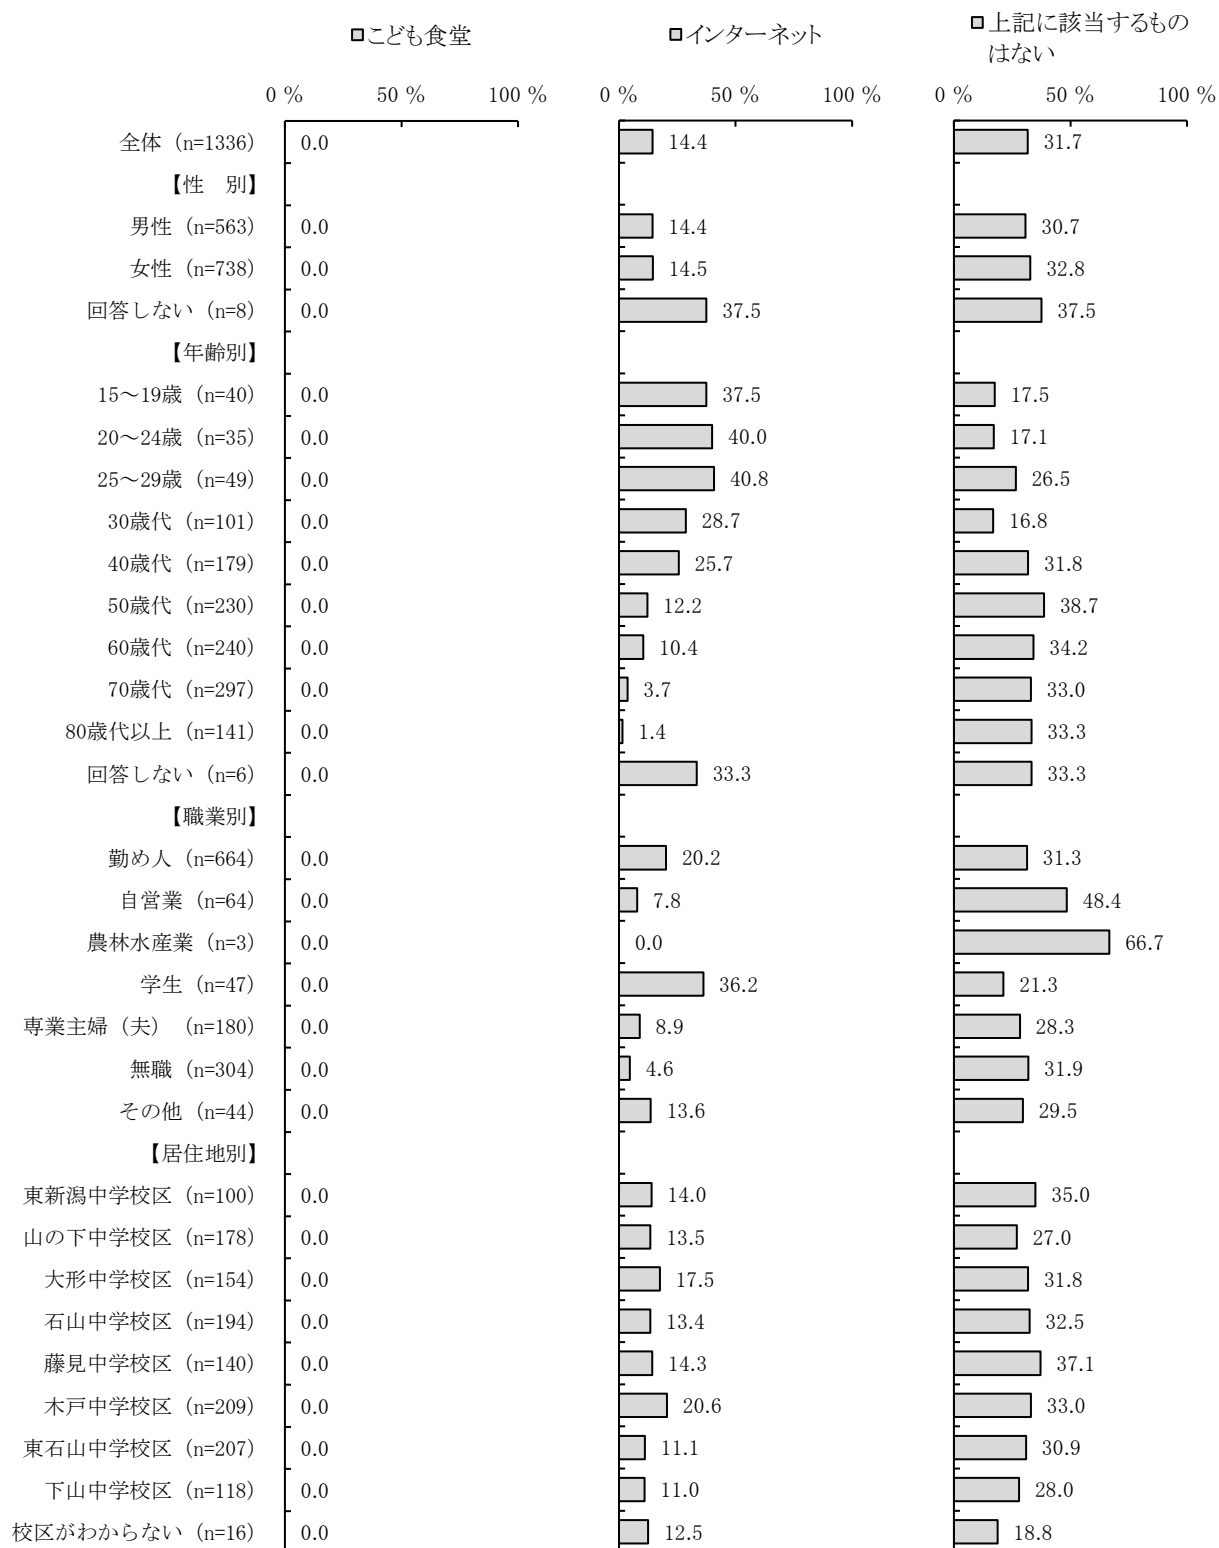 こども食堂
インターネット
上記に該当するもの
はない
0 % 50 % 100 % 0 % 50 % 100 % 0 % 50 % 100 %
全体 (n=1336) 0.0 14.4 31.7
【性　別】
男性 (n=563) 0.0 14.4 30.7
女性 (n=738) 0.0 14.5 32.8
回答しない (n=8) 0.0 37.5 37.5
【年齢別】
15～19歳 (n=40) 0.0 37.5 17.5
20～24歳 (n=35) 0.0 40.0 17.1
25～29歳 (n=49) 0.0 40.8 26.5
30歳代 (n=101) 0.0 28.7 16.8
40歳代 (n=179) 0.0 25.7 31.8
50歳代 (n=230) 0.0 12.2 38.7
60歳代 (n=240) 0.0 10.4 34.2
70歳代 (n=297) 0.0 3.7 33.0
80歳代以上 (n=141) 0.0 1.4 33.3
回答しない (n=6) 0.0 33.3 33.3
【職業別】
勤め人 (n=664) 0.0 20.2 31.3
自営業 (n=64) 0.0 7.8 48.4
農林水産業 (n=3) 0.0 0.0 66.7
学生 (n=47) 0.0 36.2 21.3
専業主婦（夫） (n=180) 0.0 8.9 28.3
無職 (n=304) 0.0 4.6 31.9
その他 (n=44) 0.0 13.6 29.5
【居住地別】
東新潟中学校区 (n=100) 0.0 14.0 35.0
山の下中学校区 (n=178) 0.0 13.5 27.0
大形中学校区 (n=154) 0.0 17.5 31.8
石山中学校区 (n=194) 0.0 13.4 32.5
藤見中学校区 (n=140) 0.0 14.3 37.1
木戸中学校区 (n=209) 0.0 20.6 33.0
東石山中学校区 (n=207) 0.0 11.1 30.9
下山中学校区 (n=118) 0.0 11.0 28.0
校区がわからない (n=16) 0.0 12.5 18.8